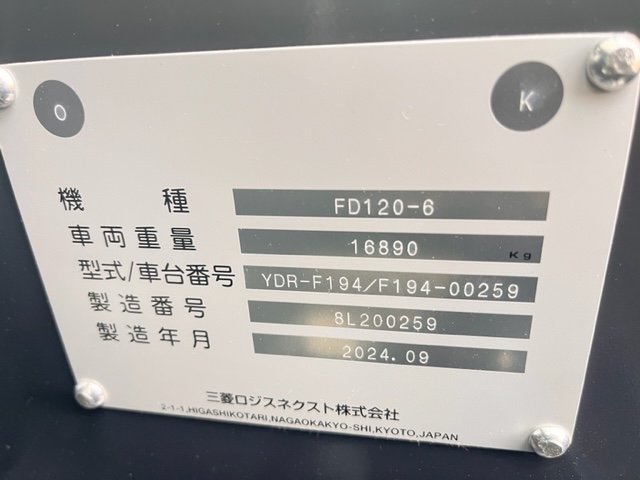 O K
機種 FD120-6
車両重量 16890 Kg
型式/車台番号 YDR-F194/F194-00259
製造番号 8L200259
製造年月 2024.09
三菱ロジスネクスト株式会社
2-1-1,HIGASHIKOTARI,NAGAOKAKYO-SHI,KYOTO,JAPAN